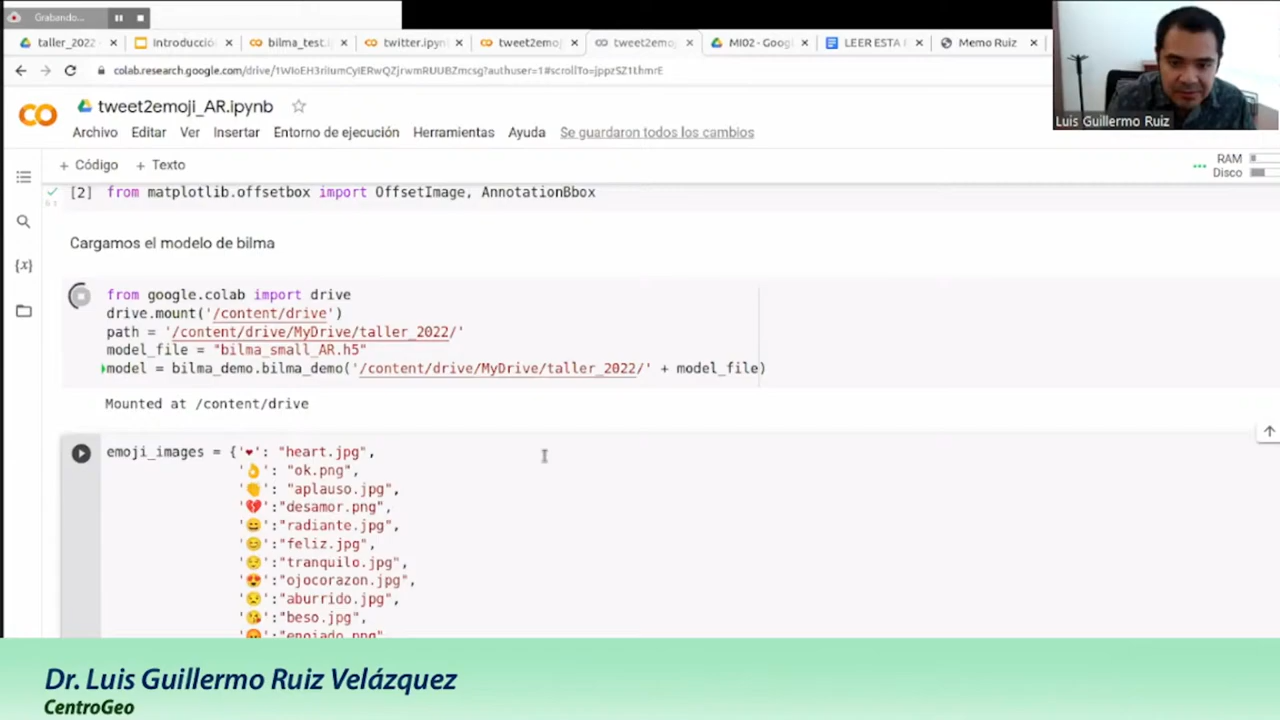 Grabando...
taller_2022 -
Introducció
bilma_test.i
twitter.ipyn
tweet2emoj
tweet2emoj
MI02 - Goog
LEER ESTA
Memo Ruiz
colab.research.google.com/drive/
?authuser=1#scrollTo=
tweet2emoji_AR.ipynb
Archivo Editar Ver Insertar Entorno de ejecución Herramientas Ayuda Se guardaron todos los cambios
+ Código + Texto
RAM
Disco
Luis Guillermo Ruiz
[2] from matplotlib.offsetbox import OffsetImage, AnnotationBbox
Cargamos el modelo de bilma
from google.colab import drive
drive.mount('/content/drive')
path = '/content/drive/MyDrive/taller_2022/'
model_file = "bilma_small_AR.h5"
model = bilma_demo.bilma_demo('/content/drive/MyDrive/taller_2022/' + model_file)
Mounted at /content/drive
emoji_images = {'❤': "heart.jpg",
'👌': "ok.png",
'👏': "aplauso.jpg",
'💔':"desamor.png",
'😄':"radiante.jpg",
'😊':"feliz.jpg",
'😌':"tranquilo.jpg",
'😍':"ojocorazon.jpg",
'😒':"aburrido.jpg",
'😘':"beso.jpg",
'😡':"enojado.png",
{x}
Dr. Luis Guillermo Ruiz Velázquez
CentroGeo